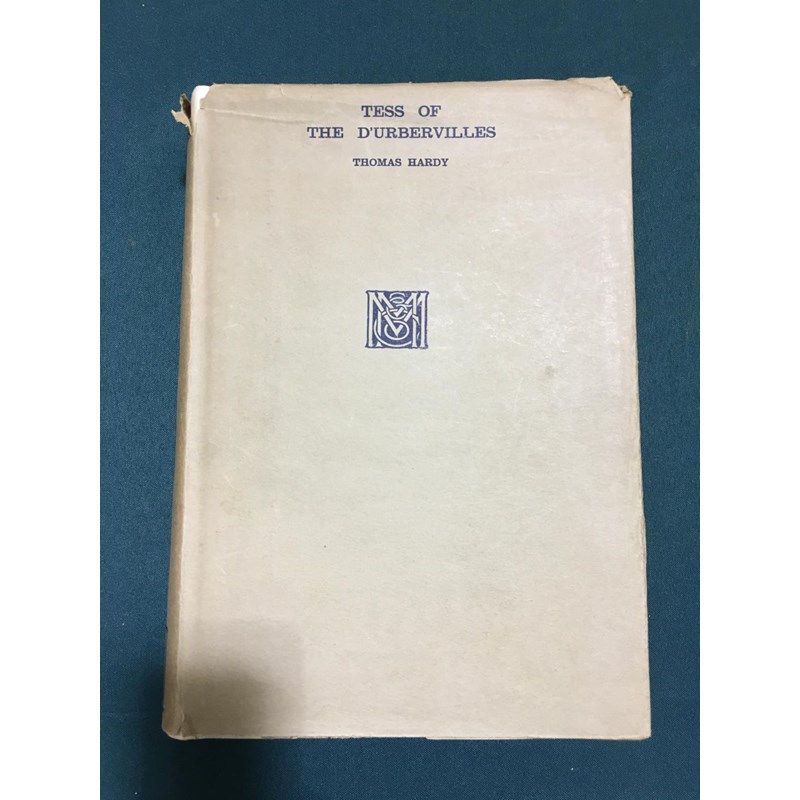 TESS OF
THE D'URBERVILLES
THOMAS HARDY